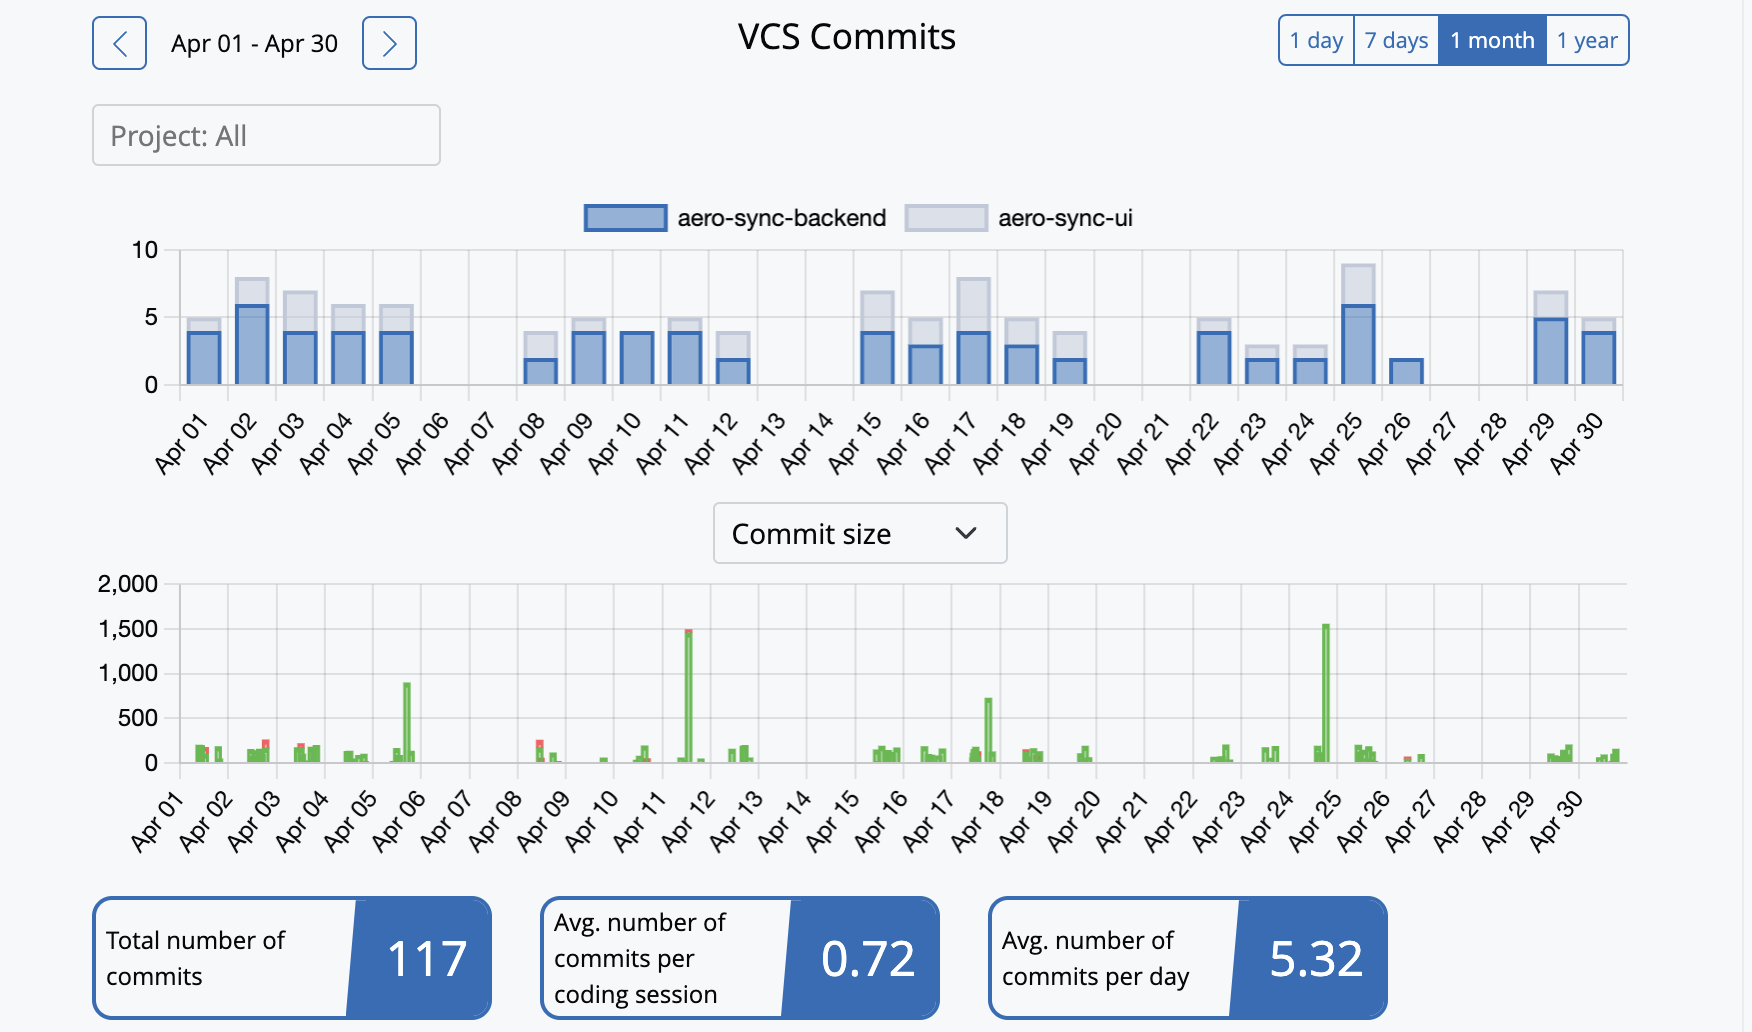 Apr 01 - Apr 30
VCS Commits
1 day 7 days 1 month 1 year
Project: All
aero-sync-backend aero-sync-ui
10
5
0
Apr 01 Apr 02 Apr 03 Apr 04 Apr 05 Apr 06 Apr 07 Apr 08 Apr 09 Apr 10 Apr 11 Apr 12 Apr 13 Apr 14 Apr 15 Apr 16 Apr 17 Apr 18 Apr 19 Apr 20 Apr 21 Apr 22 Apr 23 Apr 24 Apr 25 Apr 26 Apr 27 Apr 28 Apr 29 Apr 30
Commit size
2,000
1,500
1,000
500
0
Apr 01 Apr 02 Apr 03 Apr 04 Apr 05 Apr 06 Apr 07 Apr 08 Apr 09 Apr 10 Apr 11 Apr 12 Apr 13 Apr 14 Apr 15 Apr 16 Apr 17 Apr 18 Apr 19 Apr 20 Apr 21 Apr 22 Apr 23 Apr 24 Apr 25 Apr 26 Apr 27 Apr 28 Apr 29 Apr 30
Total number of
commits
117
Avg. number of
commits per
coding session
0.72
Avg. number of
commits per day
5.32